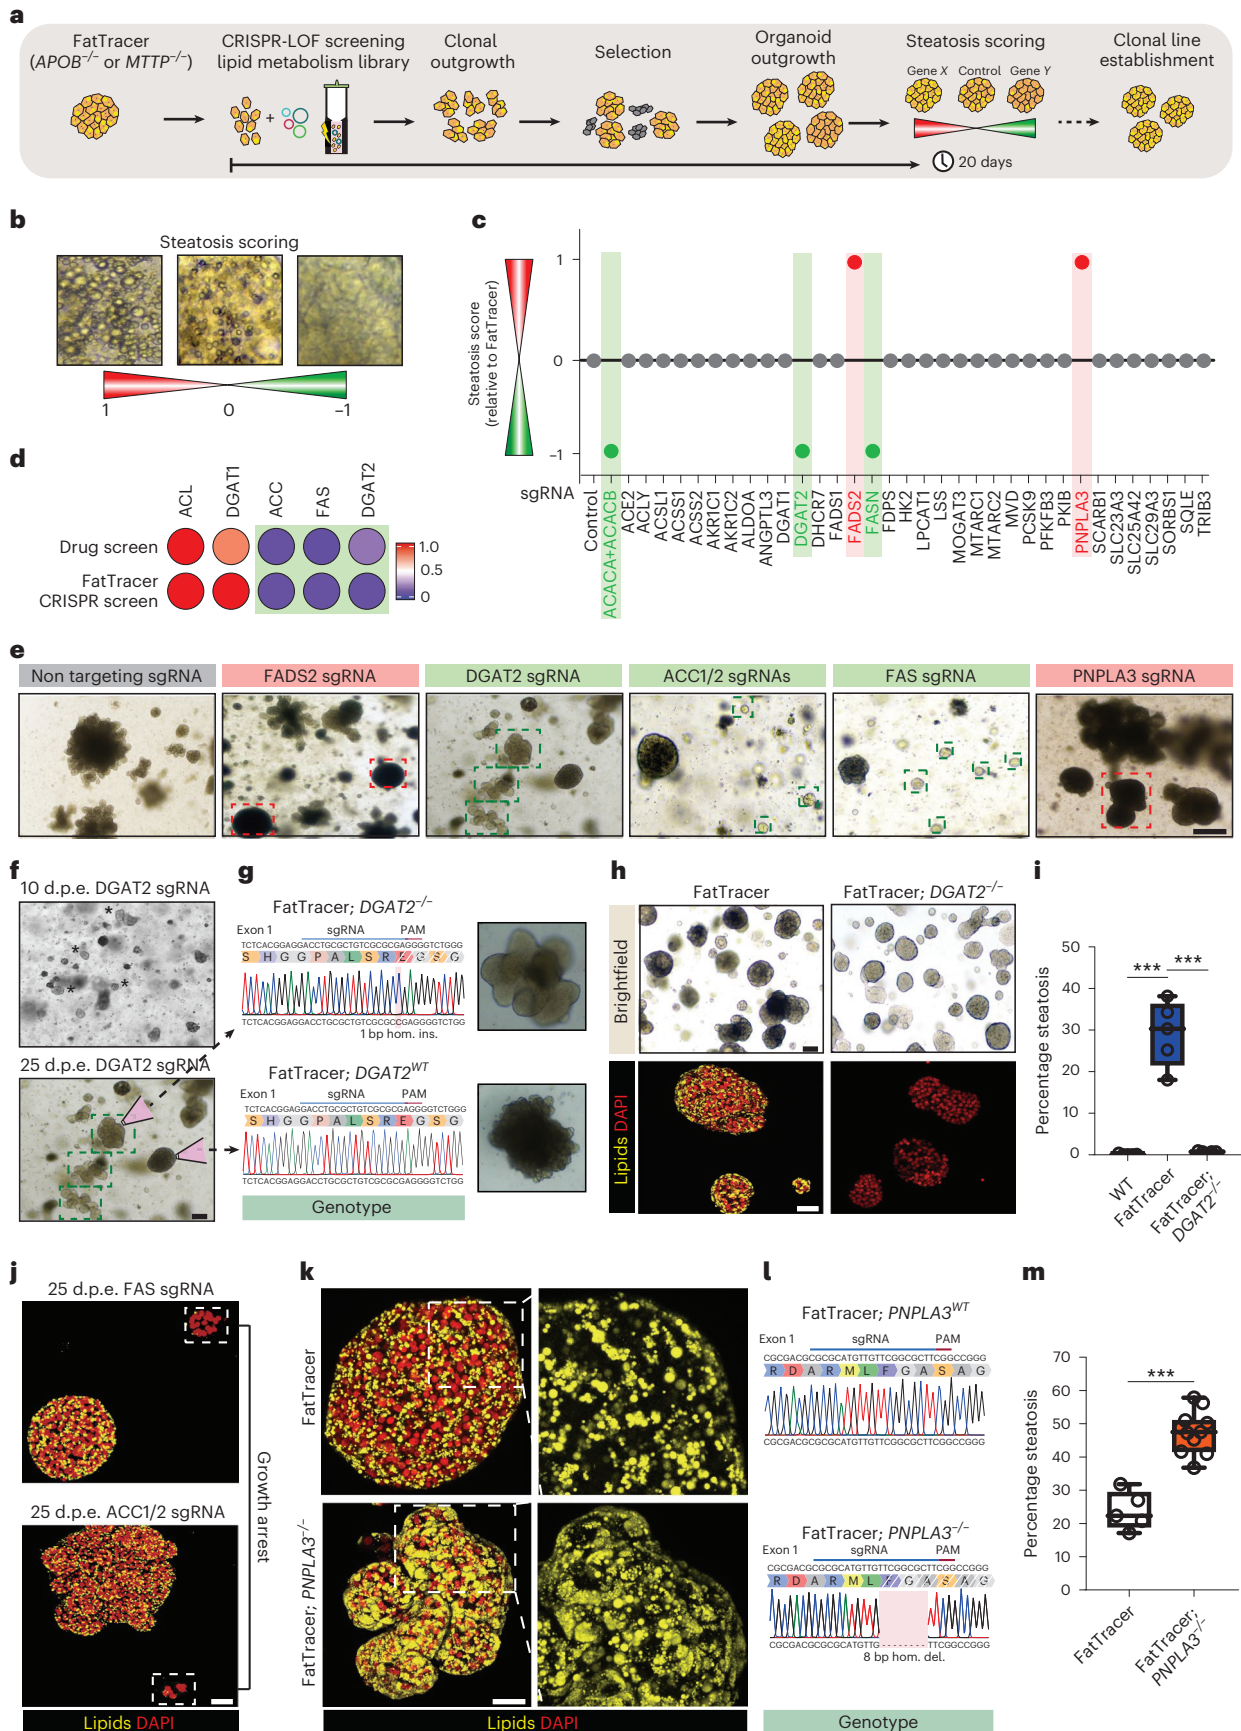 a
FatTracer
(APOB−/− or MTTP−/−)
CRISPR-LOF screening
lipid metabolism library
Clonal
outgrowth
Selection
Organoid
outgrowth
Steatosis scoring
Gene X
Control
Gene Y
Clonal line
establishment
20 days
b
Steatosis scoring
1
0
−1
c
Steatosis score
(relative to FatTracer)
1
0
−1
sgRNA
Control
ACACA+ACACB
ACE2
ACLY
ACSL1
ACSS1
ACSS2
AKR1C1
AKR1C2
ALDOA
ANGPTL3
DGAT1
DGAT2
DHCR7
FADS1
FADS2
FASN
FDPS
HK2
LPCAT1
LSS
MOGAT3
MTARC1
MTARC2
MVD
PCSK9
PFKFB3
PKIB
PNPLA3
SCARB1
SLC23A3
SLC25A42
SLC29A3
SORBS1
SQLE
TRIB3
d
ACL
DGAT1
ACC
FAS
DGAT2
Drug screen
FatTracer
CRISPR screen
1.0
0.5
0
e
Non targeting sgRNA
FADS2 sgRNA
DGAT2 sgRNA
ACC1/2 sgRNAs
FAS sgRNA
PNPLA3 sgRNA
f
10 d.p.e. DGAT2 sgRNA
* * * *
25 d.p.e. DGAT2 sgRNA
g
FatTracer; DGAT2−/−
Exon 1
sgRNA
PAM
TCTCACGGAGGACCTGCGCTGTCGCGCGAGGGGTCTGGG
S H G G P A L S R E G S G
TCTCACGGAGGACCTGCGCTGTCGCGCCGAGGGGTCTGG
1 bp hom. ins.
FatTracer; DGAT2WT
Exon 1
sgRNA
PAM
TCTCACGGAGGACCTGCGCTGTCGCGCGAGGGGTCTGGG
S H G G P A L S R E G S G
TCTCACGGAGGACCTGCGCTGTCGCGCGAGGGGTCTGG
Genotype
h
FatTracer
FatTracer; DGAT2−/−
Brightfield
Lipids DAPI
i
Percentage steatosis
50
40
30
20
10
0
***
***
WT
FatTracer
FatTracer;
DGAT2−/−
j
25 d.p.e. FAS sgRNA
25 d.p.e. ACC1/2 sgRNA
Growth arrest
Lipids DAPI
k
FatTracer
FatTracer; PNPLA3−/−
Lipids DAPI
l
FatTracer; PNPLA3WT
Exon 1
sgRNA
PAM
CGCGACGCGCGCATGTTGTTCGGCGCTTCGGCCGGG
R D A R M L F G A S A G
CGCGACGCGCGCATGTTGTTCGGCGCTTCGGCCGGG
FatTracer; PNPLA3−/−
Exon 1
sgRNA
PAM
CGCGACGCGCGCATGTTGTTCGGCGCTTCGGCCGGG
R D A R M L F G A S A G
CGCGACGCGCGCATGTTG--------TTCGGCCGGG
8 bp hom. del.
Genotype
m
Percentage steatosis
70
60
50
40
30
20
10
0
***
FatTracer
FatTracer;
PNPLA3−/−